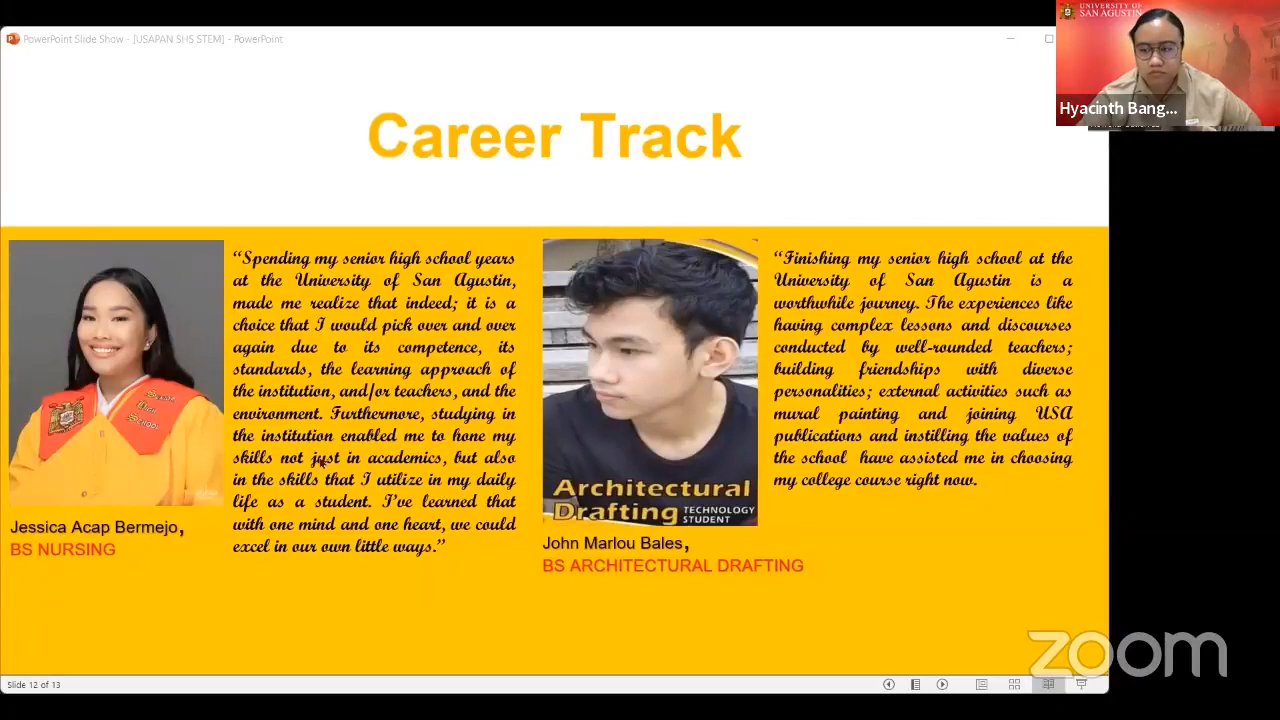 PowerPoint Slide Show - [USAPAN SHS STEM] - PowerPoint
UNIVERSITY OF
SAN AGUSTIN
Hyacinth Bang...
Career Track
“Spending my senior high school years
at the University of San Agustin,
made me realize that indeed; it is a
choice that I would pick over and over
again due to its competence, its
standards, the learning approach of
the institution, and/or teachers, and the
environment. Furthermore, studying in
the institution enabled me to hone my
skills not just in academics, but also
in the skills that I utilize in my daily
life as a student. I’ve learned that
with one mind and one heart, we could
excel in our own little ways.”
Senior
High
School
Jessica Acap Bermejo,
BS NURSING
“Finishing my senior high school at the
University of San Agustin is a
worthwhile journey. The experiences like
having complex lessons and discourses
conducted by well-rounded teachers;
building friendships with diverse
personalities; external activities such as
mural painting and joining USA
publications and instilling the values of
the school have assisted me in choosing
my college course right now.
Architectural
Drafting TECHNOLOGY
STUDENT
John Marlou Bales,
BS ARCHITECTURAL DRAFTING
zoom
Slide 12 of 13